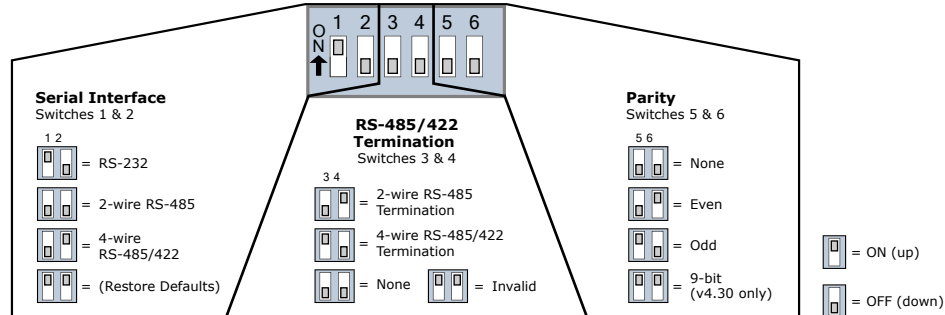 ON
1 2 3 4 5 6
Serial Interface
Switches 1 & 2
1 2
= RS-232
= 2-wire RS-485
= 4-wire
RS-485/422
= (Restore Defaults)
RS-485/422
Termination
Switches 3 & 4
3 4
= 2-wire RS-485
Termination
= 4-wire RS-485/422
Termination
= None
= Invalid
Parity
Switches 5 & 6
5 6
= None
= Even
= Odd
= 9-bit
(v4.30 only)
= ON (up)
= OFF (down)